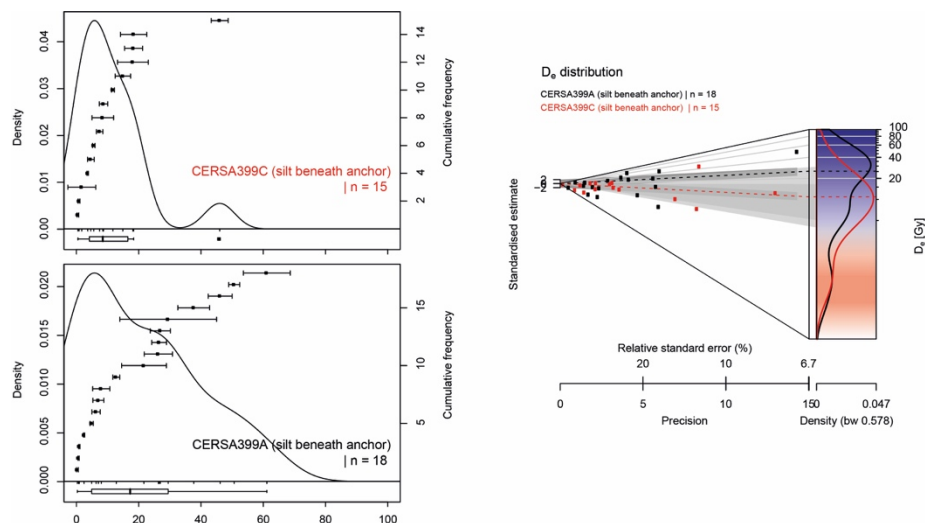 0.04
0.03
0.02
0.01
0.00
Density
14
12
10
8
6
4
2
Cumulative frequency
CERSA399C (silt beneath anchor)
| n = 15
0.020
0.015
0.010
0.005
0.000
Density
15
10
5
Cumulative frequency
CERSA399A (silt beneath anchor)
| n = 18
0 20 40 60 80 100
De distribution
CERSA399A (silt beneath anchor) | n = 18
CERSA399C (silt beneath anchor) | n = 15
Standardised estimate
2
0
−2
100
80
60
40
20
De [Gy]
Relative standard error (%)
20 10 6.7
0 5 10 15 0 0.047
Precision Density (bw 0.578)